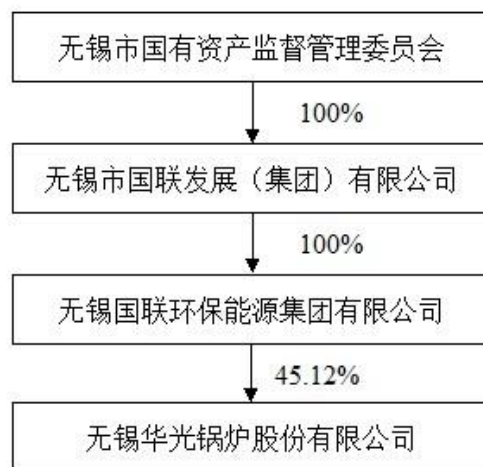 无锡市国有资产监督管理委员会
100%
无锡市国联发展（集团）有限公司
100%
无锡国联环保能源集团有限公司
45.12%
无锡华光锅炉股份有限公司